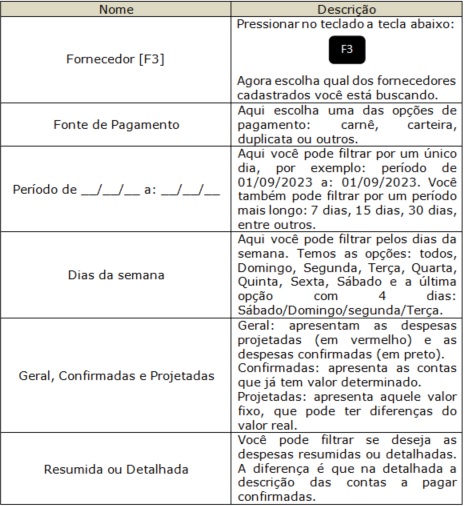 Nome
Descrição
Fornecedor [F3]
Pressionar no teclado a tecla abaixo:
F3
Agora escolha qual dos fornecedores
cadastrados você está buscando.
Fonte de Pagamento
Aqui escolha uma das opções de
pagamento: carnê, carteira,
duplicata ou outros.
Período de __/__/__ a: __/__/__
Aqui você pode filtrar por um único
dia, por exemplo: período de
01/09/2023 a: 01/09/2023. Você
também pode filtrar por um período
mais longo: 7 dias, 15 dias, 30 dias,
entre outros.
Dias da semana
Aqui você pode filtrar pelos dias da
semana. Temos as opções: todos,
Domingo, Segunda, Terça, Quarta,
Quinta, Sexta, Sábado e a última
opção com 4 dias:
Sábado/Domingo/segunda/Terça.
Geral, Confirmadas e Projetadas
Geral: apresentam as despesas
projetadas (em vermelho) e as
despesas confirmadas (em preto).
Confirmadas: apresenta as contas
que já tem valor determinado.
Projetadas: apresenta aquele valor
fixo, que pode ter diferenças do
valor real.
Resumida ou Detalhada
Você pode filtrar se deseja as
despesas resumidas ou detalhadas.
A diferença é que na detalhada a
descrição das contas a pagar
confirmadas.